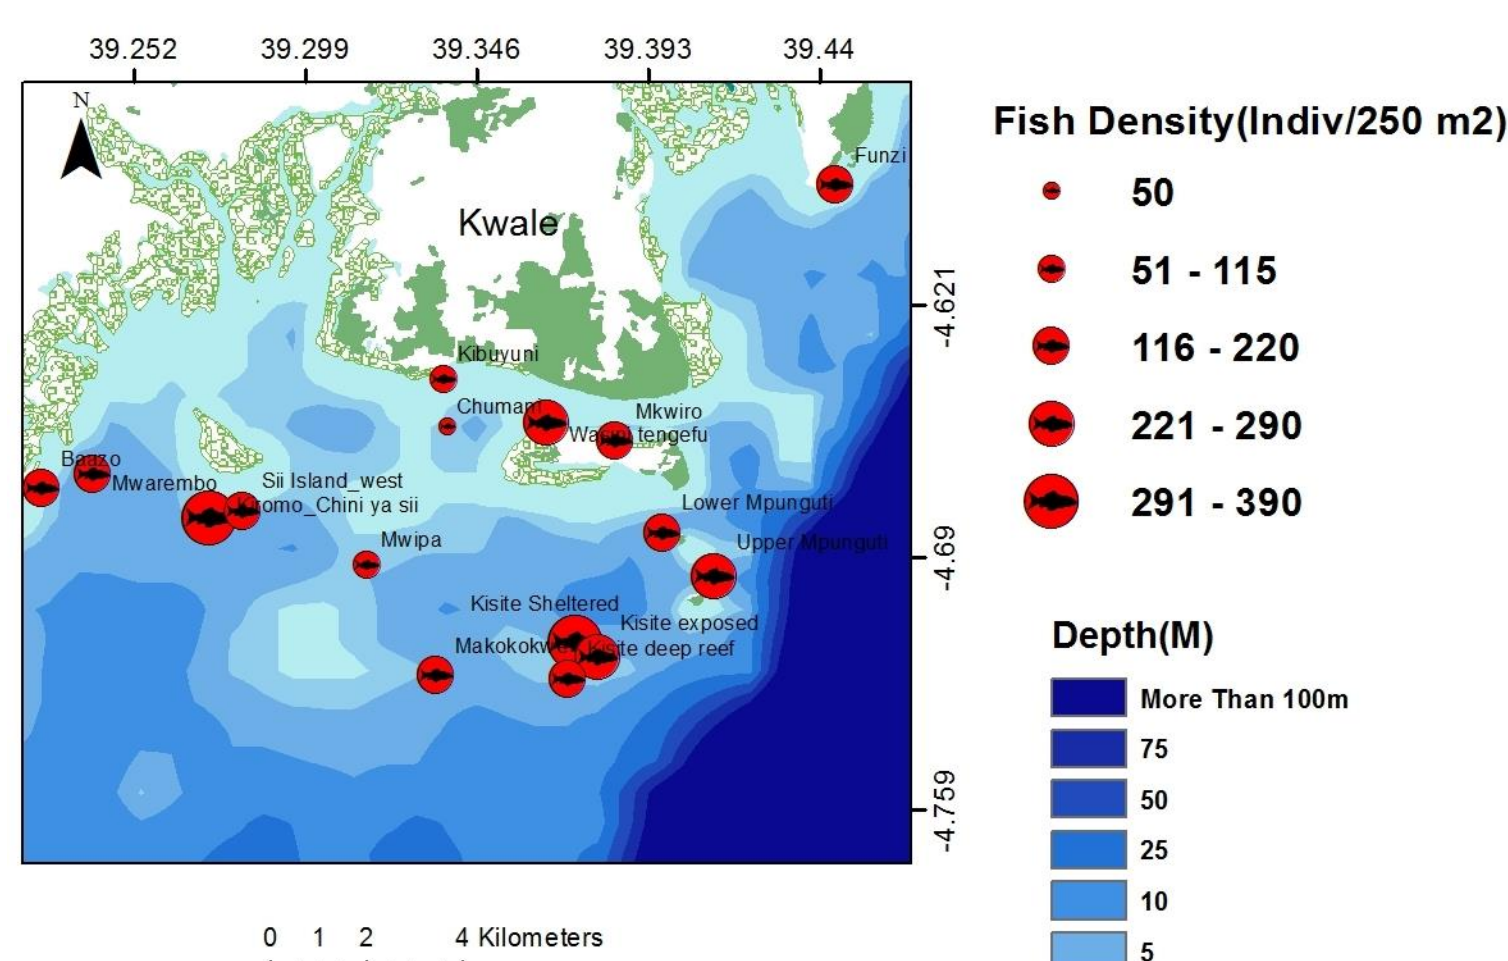 39.252 39.299 39.346 39.393 39.44
N
Funzi
Kwale
-4.621
Kibuyuni
Chumani
Mkwiro
Wasini tengefu
Baazo
Mwarembo
Sii Island_west
Kiromo_Chini ya sii
Lower Mpunguti
Mwipa
Upper Mpunguti
-4.69
Kisite Sheltered
Kisite exposed
Makokokwe
Kisite deep reef
-4.759
0 1 2 4 Kilometers
Fish Density(Indiv/250 m2)
50
51 - 115
116 - 220
221 - 290
291 - 390
Depth(M)
More Than 100m
75
50
25
10
5